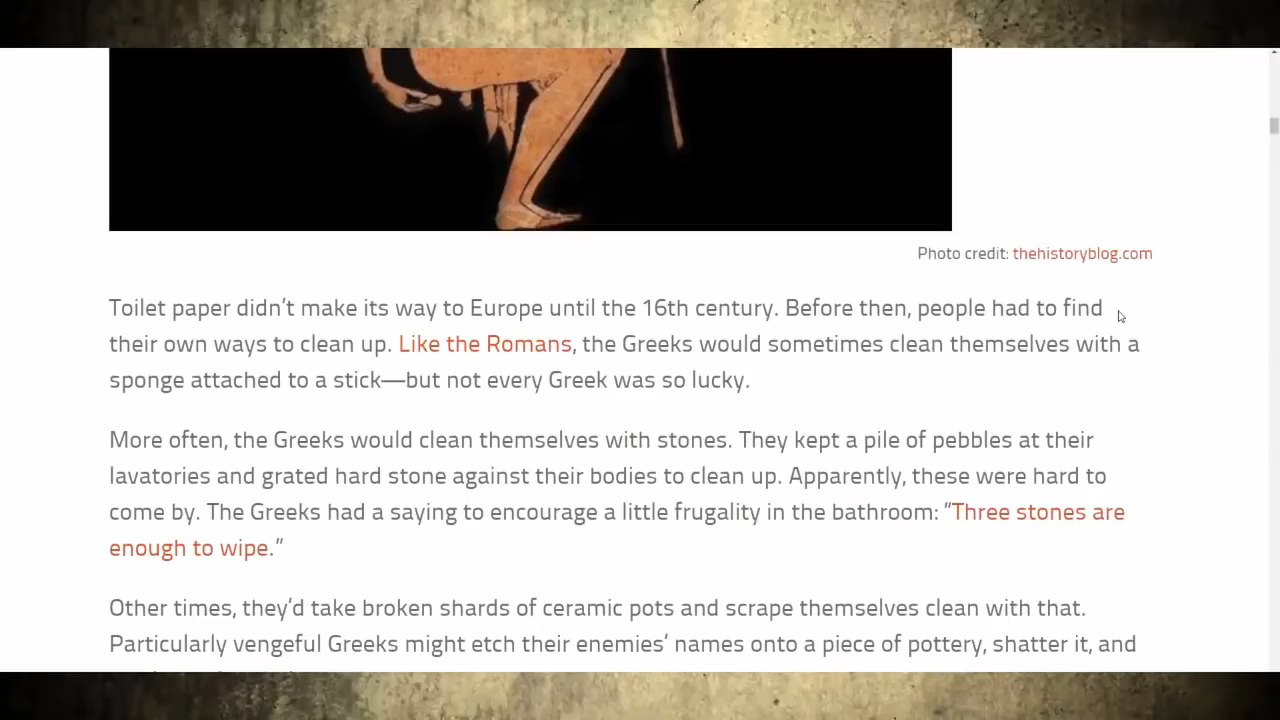 Photo credit: thehistoryblog.com
Toilet paper didn't make its way to Europe until the 16th century. Before then, people had to find
their own ways to clean up. Like the Romans, the Greeks would sometimes clean themselves with a
sponge attached to a stick—but not every Greek was so lucky.
More often, the Greeks would clean themselves with stones. They kept a pile of pebbles at their
lavatories and grated hard stone against their bodies to clean up. Apparently, these were hard to
come by. The Greeks had a saying to encourage a little frugality in the bathroom: "Three stones are
enough to wipe."
Other times, they'd take broken shards of ceramic pots and scrape themselves clean with that.
Particularly vengeful Greeks might etch their enemies' names onto a piece of pottery, shatter it, and